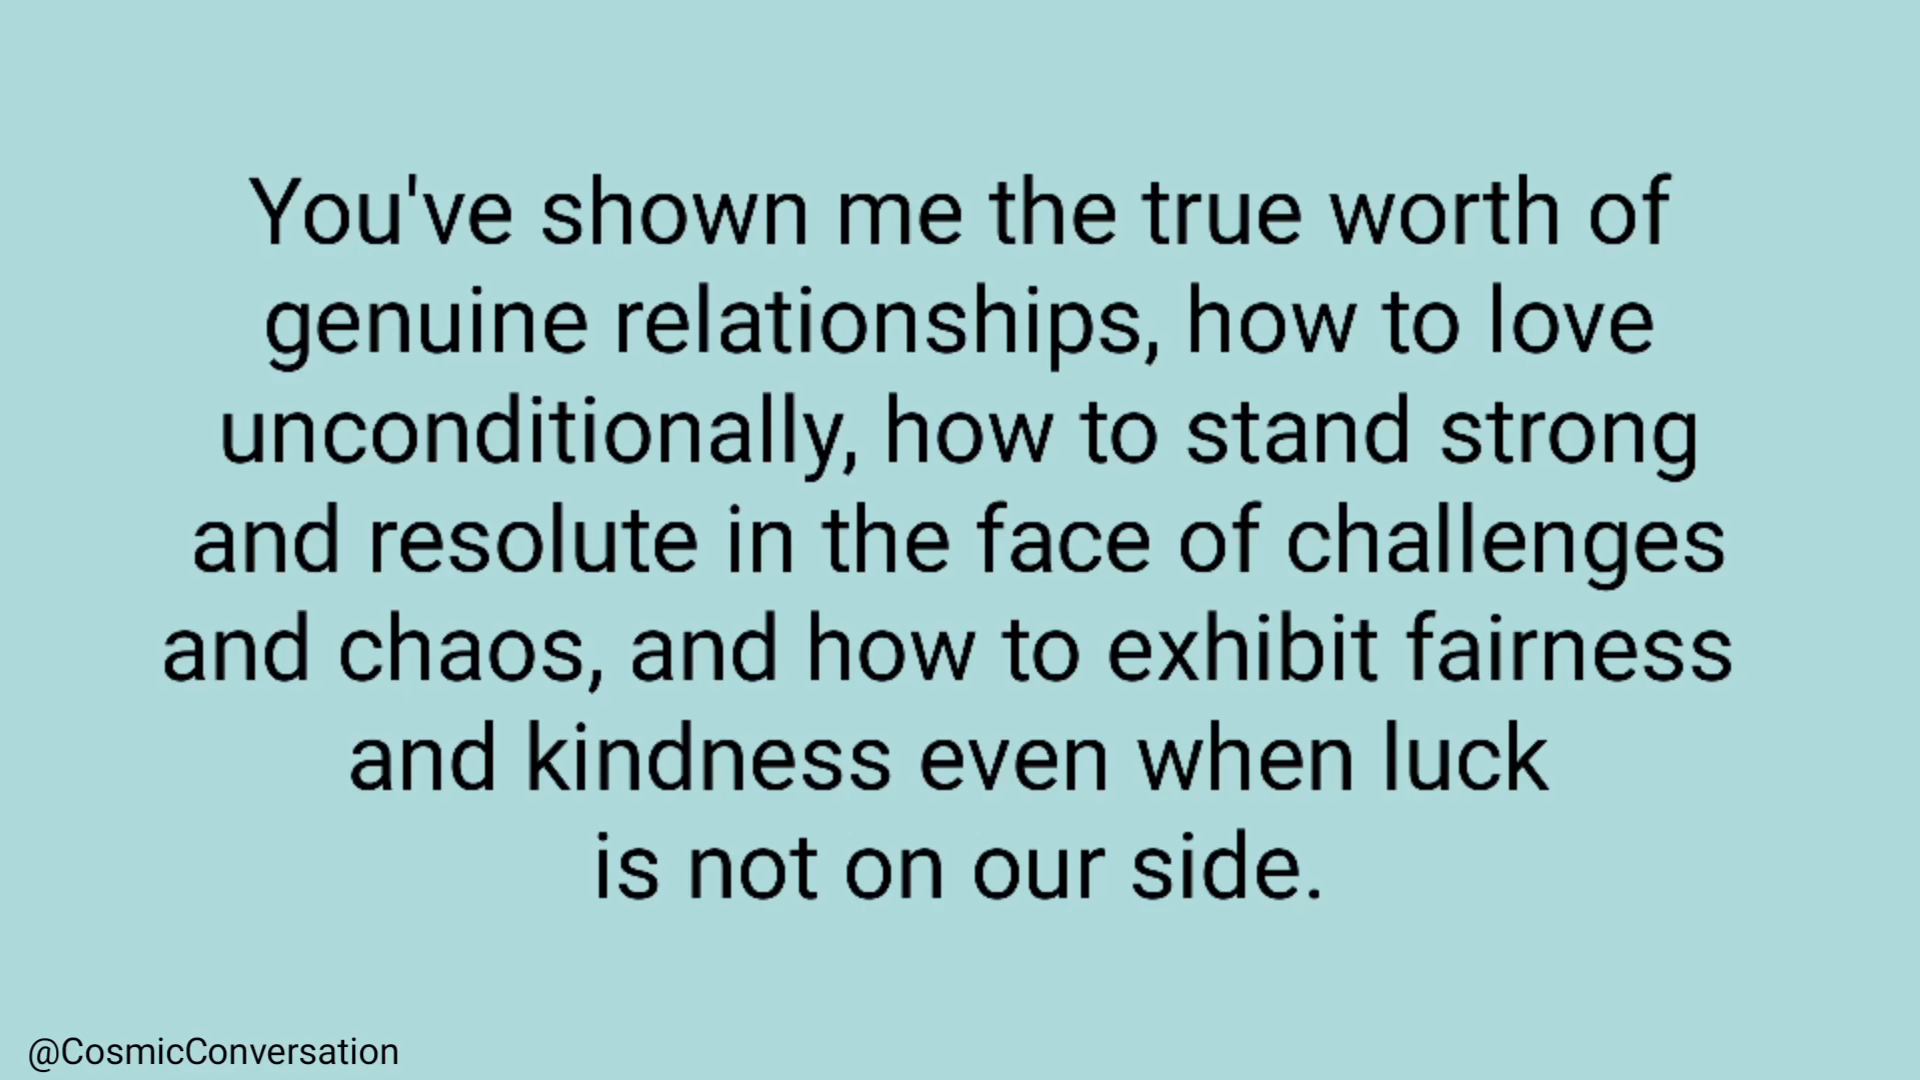 You've shown me the true worth of
genuine relationships, how to love
unconditionally, how to stand strong
and resolute in the face of challenges
and chaos, and how to exhibit fairness
and kindness even when luck
is not on our side.
@CosmicConversation